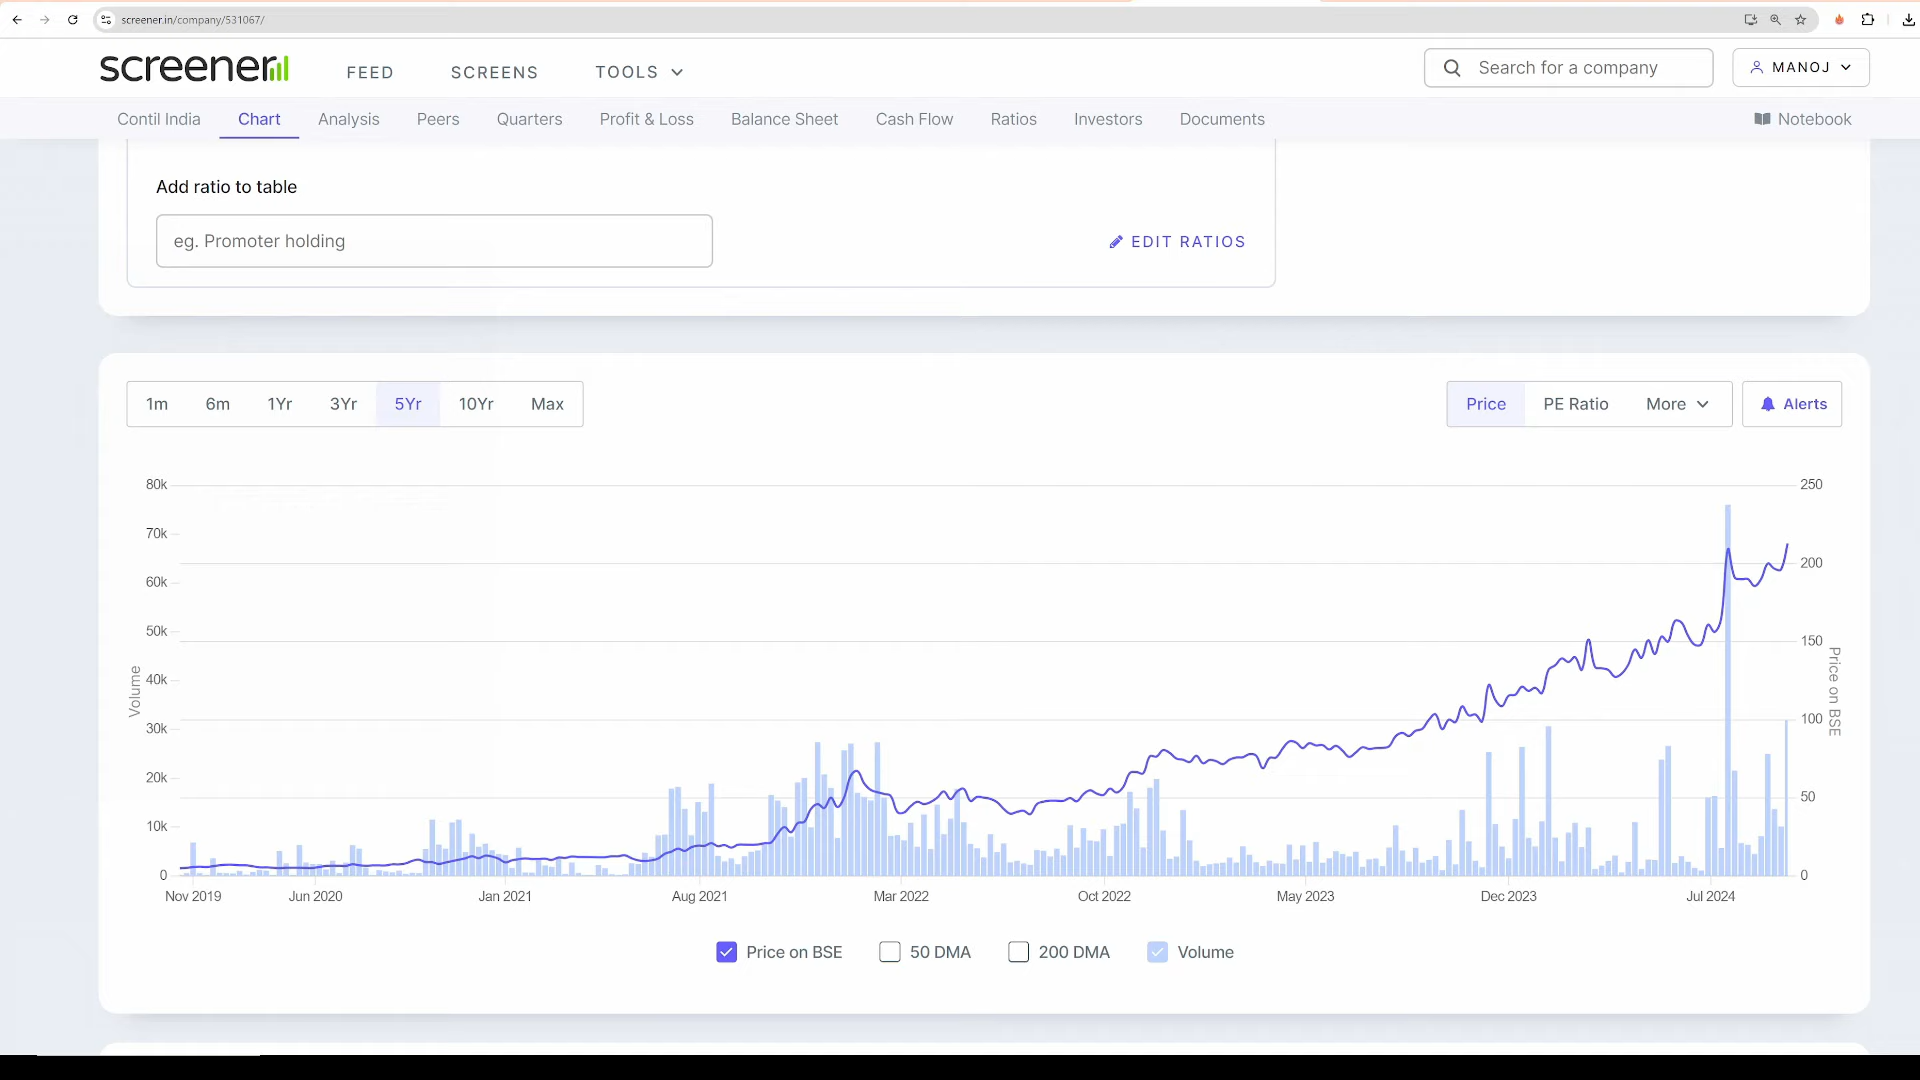 screener.in/company/531067/
screener
FEED SCREENS TOOLS
Search for a company
MANOJ
Contil India Chart Analysis Peers Quarters Profit & Loss Balance Sheet Cash Flow Ratios Investors Documents Notebook
Add ratio to table
eg. Promoter holding
EDIT RATIOS
1m 6m 1Yr 3Yr 5Yr 10Yr Max
Price PE Ratio More
Alerts
80k
70k
60k
50k
40k
30k
20k
10k
0
Volume
250
200
150
100
50
0
Price on BSE
Nov 2019 Jun 2020 Jan 2021 Aug 2021 Mar 2022 Oct 2022 May 2023 Dec 2023 Jul 2024
Price on BSE 50 DMA 200 DMA Volume